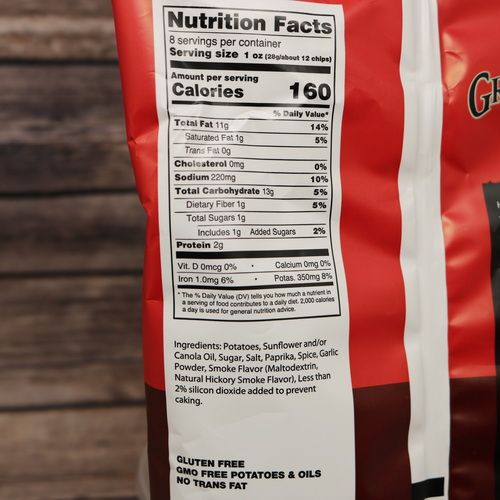 Nutrition Facts
8 servings per container
Serving size 1 oz (28g/about 12 chips)
Amount per serving
Calories 160
% Daily Value*
Total Fat 11g 14%
Saturated Fat 1g 5%
Trans Fat 0g
Cholesterol 0mg 0%
Sodium 220mg 10%
Total Carbohydrate 13g 5%
Dietary Fiber 1g 5%
Total Sugars 1g
Includes 1g Added Sugars 2%
Protein 2g
Vit. D 0mcg 0% • Calcium 0mg 0%
Iron 1.0mg 6% • Potas. 350mg 8%
* The % Daily Value (DV) tells you how much a nutrient in
a serving of food contributes to a daily diet. 2,000 calories
a day is used for general nutrition advice.
Ingredients: Potatoes, Sunflower and/or
Canola Oil, Sugar, Salt, Paprika, Spice, Garlic
Powder, Smoke Flavor (Maltodextrin,
Natural Hickory Smoke Flavor), Less than
2% silicon dioxide added to prevent
caking.
GLUTEN FREE
GMO FREE POTATOES & OILS
NO TRANS FAT